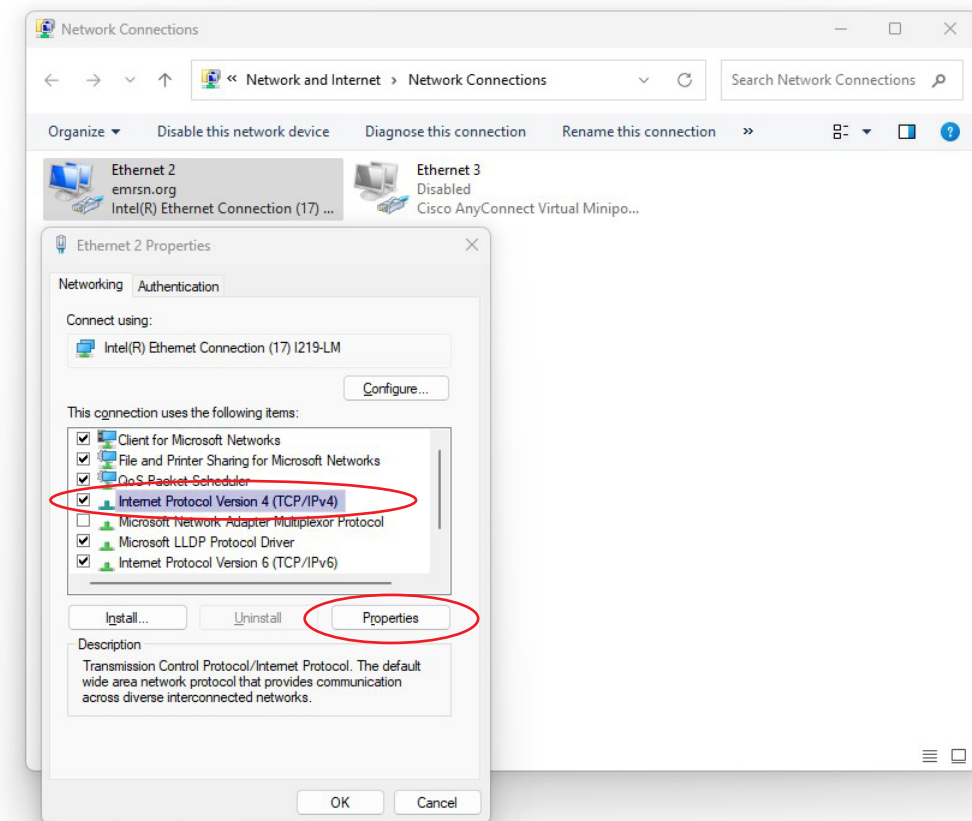 Network Connections
« Network and Internet > Network Connections
Search Network Connections
Organize Disable this network device Diagnose this connection Rename this connection »
Ethernet 2
emrsn.org
Intel(R) Ethernet Connection (17) ...
Ethernet 3
Disabled
Cisco AnyConnect Virtual Minipo...
Ethernet 2 Properties
Networking Authentication
Connect using:
Intel(R) Ethernet Connection (17) I219-LM
Configure...
This connection uses the following items:
Client for Microsoft Networks
File and Printer Sharing for Microsoft Networks
QoS Packet Scheduler
Internet Protocol Version 4 (TCP/IPv4)
Microsoft Network Adapter Multiplexor Protocol
Microsoft LLDP Protocol Driver
Internet Protocol Version 6 (TCP/IPv6)
Install... Uninstall Properties
Description
Transmission Control Protocol/Internet Protocol. The default
wide area network protocol that provides communication
across diverse interconnected networks.
OK Cancel